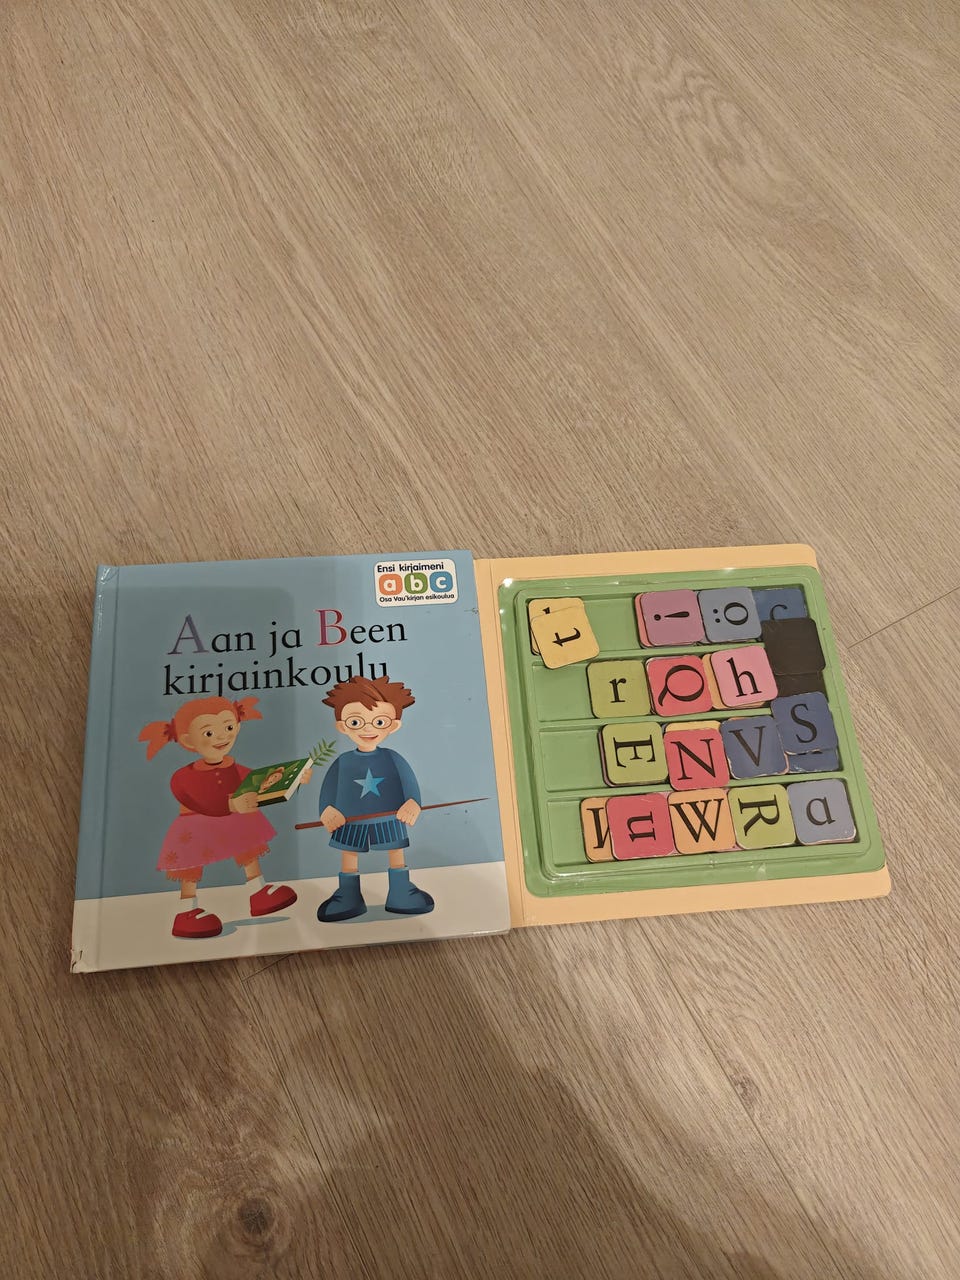 Ensi kirjaimeni
abc
Osa Vau!kirjan esikoulua
Aan ja Been
kirjainkoulu
t ! ö
r Q h
E N V S
u W R a